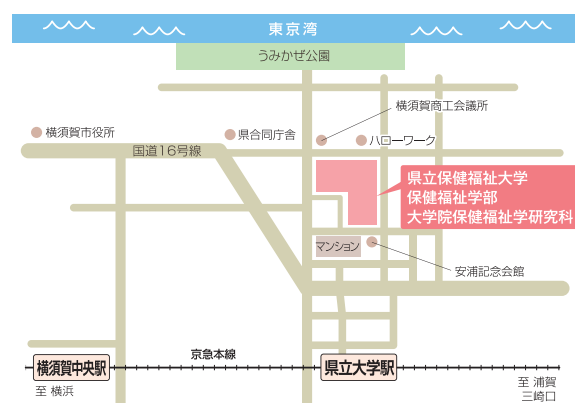 東京湾
うみかぜ公園
横須賀商工会議所
横須賀市役所
県合同庁舎
ハローワーク
国道16号線
県立保健福祉大学
保健福祉学部
大学院保健福祉学研究科
マンション
安浦記念会館
京急本線
横須賀中央駅
県立大学駅
至 横浜
至 浦賀
三崎口